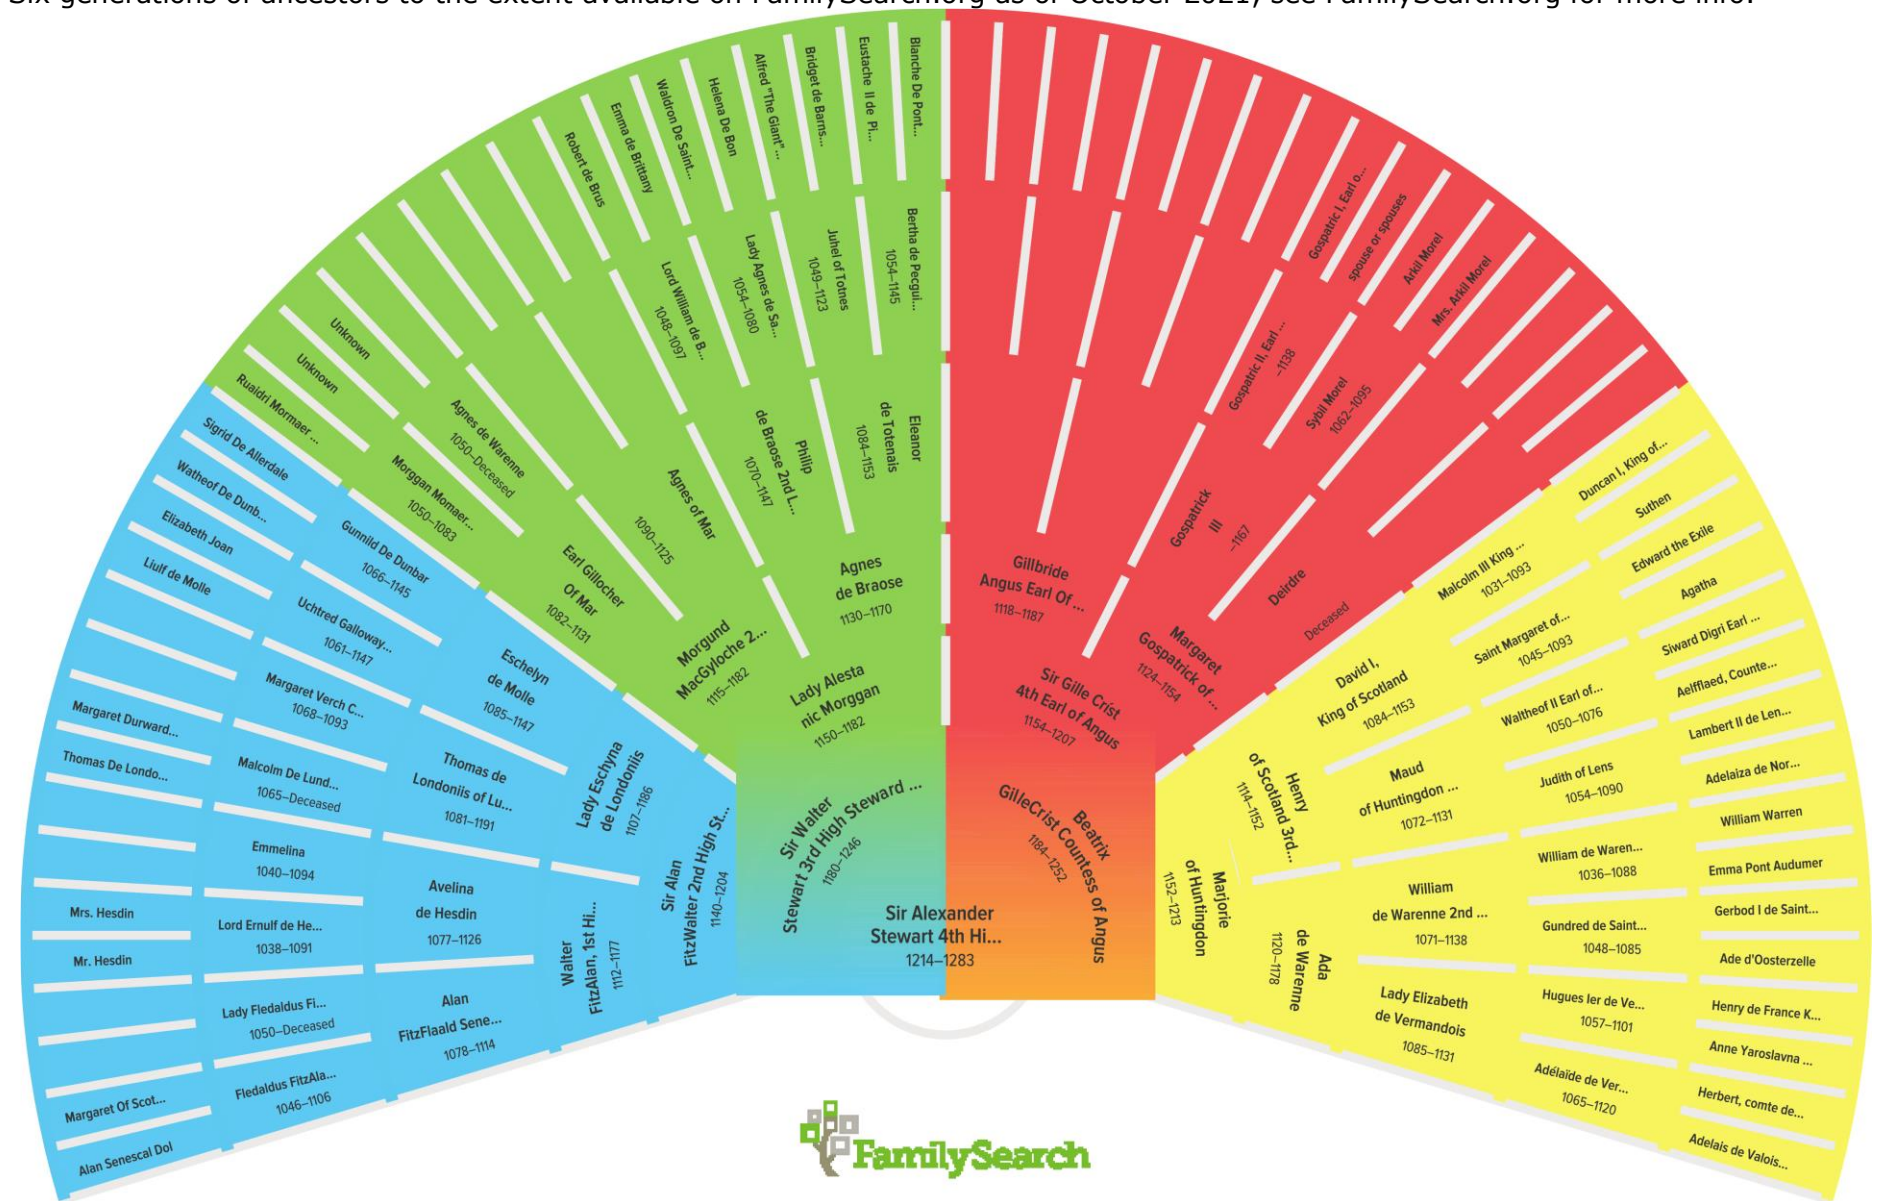 Six generations of ancestors to the extent available on FamilySearch.org as of October 2021, see FamilySearch.org for more info.
Sir Alexander
Stewart 4th Hi...
1214–1283
Sir Walter
Stewart 3rd High Steward ...
1180–1246
Beatrix
GilleCrist Countess of Angus
1184–1252
Sir Alan
FitzWalter 2nd High St...
1140–1204
Lady Alesta
nic Morggan
1150–1182
Sir Gille Crist
4th Earl of Angus
1154–1207
Marjorie
of Huntingdon
1152–1213
Walter
FitzAlan, 1st Hi...
1112–1177
Lady Eschyna
de Londoniis
1107–1186
Morgund
MacGyloche 2...
1115–1182
Agnes
de Braose
1130–1170
Gillbride
Angus Earl Of ...
1118–1187
Margaret
Gospatrick of ...
1124–1154
Henry
of Scotland 3rd...
1114–1152
Ada
de Warenne
1120–1178
Alan
FitzFlaald Sene...
1078–1114
Avelina
de Hesdin
1077–1126
Thomas de
Londoniis of Lu...
1081–1191
Eschelyn
de Molle
1085–1147
Earl Gillocher
Of Mar
1082–1131
1090–1125
Agnes of Mar
Philip
de Braose 2nd L...
1070–1147
Eleanor
de Totenais
1084–1153
Gospatrick
III
–1167
Deirdre
Deceased
David I,
King of Scotland
1084–1153
Maud
of Huntingdon ...
1072–1131
William
de Warenne 2nd ...
1071–1138
Lady Elizabeth
de Vermandois
1085–1131
Fledaldus FitzAla...
1046–1106
Lady Fledaldus Fi...
1050–Deceased
Lord Ernulf de He...
1038–1091
Emmelina
1040–1094
Malcolm De Lund...
1065–Deceased
Margaret Verch C...
1068–1093
Uchtred Galloway...
1061–1147
Gunnild De Dunbar
1066–1145
Morggan Momaer...
1050–1083
Agnes de Warenne
1050–Deceased
Lord William de B...
1048–1097
Lady Agnes de Sa...
1054–1080
Juhel of Totnes
1049–1123
Bertha de Pecgui...
1054–1145
Gospatric II, Earl ...
–1138
Sybil Morel
1062–1095
Malcolm III King ...
1031–1093
Saint Margaret of...
1045–1093
Waltheof II Earl of...
1050–1076
Judith of Lens
1054–1090
William de Waren...
1036–1088
Gundred de Saint...
1048–1085
Hugues Ier de Ve...
1057–1101
Adélaïde de Ver...
1065–1120
Alan Senescal Dol
Margaret Of Scot...
Mr. Hesdin
Mrs. Hesdin
Thomas De Londo...
Margaret Durward...
Liulf de Molle
Elizabeth Joan
Watheof De Dunb...
Sigrid De Allerdale
Ruaidri Mormaer ...
Unknown
Unknown
Robert de Brus
Emma de Brittany
Waldron De Saint...
Helena De Bon
Alfred "The Giant" ...
Bridget de Barns...
Eustache II de Pi...
Blanche De Pont...
Gospatric I, Earl o...
spouse or spouses
Arkil Morel
Mrs. Arkil Morel
Duncan I, King of...
Suthen
Edward the Exile
Agatha
Siward Digri Earl ...
Aelfflaed, Counte...
Lambert II de Len...
Adelaiza de Nor...
William Warren
Emma Pont Audumer
Gerbod I de Saint...
Ade d'Oosterzelle
Henry de France K...
Anne Yaroslavna ...
Herbert, comte de...
Adelais de Valois...
FamilySearch